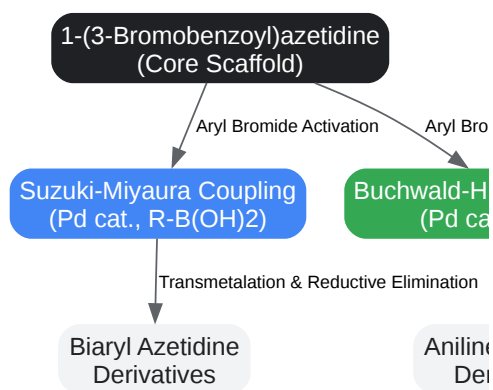 1-(3-Bromobenzoyl)azetidine
(Core Scaffold)
Aryl Bromide Activation
Aryl Bro
Suzuki-Miyaura Coupling
(Pd cat., R-B(OH)2)
Buchwald-H
(Pd ca
Transmetalation & Reductive Elimination
Biaryl Azetidine
Derivatives
Aniline
Der